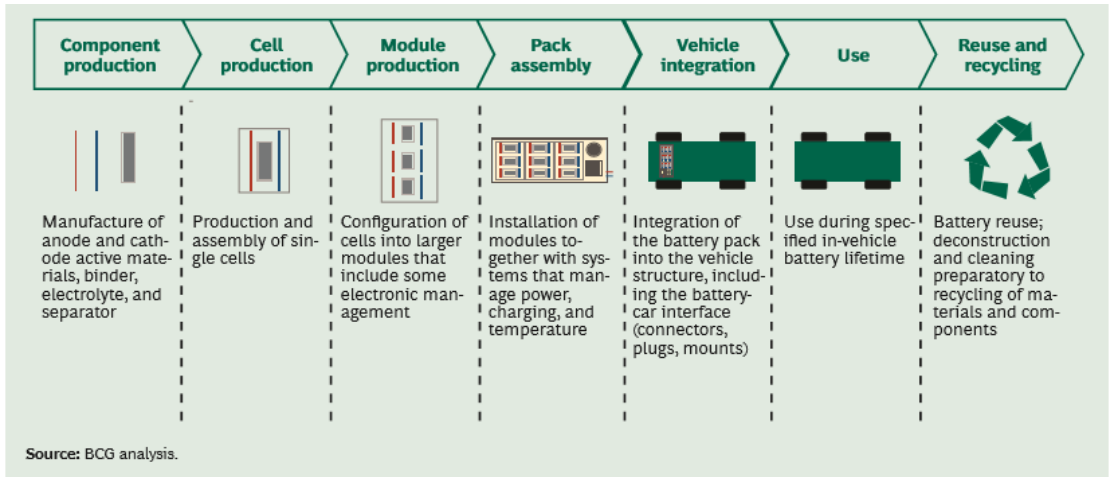 Component
production
Cell
production
Module
production
Pack
assembly
Vehicle
integration
Use
Reuse and
recycling
Manufacture of
anode and cath-
ode active mate-
rials, binder,
electrolyte, and
separator
Production and
assembly of sin-
gle cells
Configuration of
cells into larger
modules that
include some
electronic man-
agement
Installation of
modules to-
gether with sys-
tems that man-
age power,
charging, and
temperature
Integration of
the battery pack
into the vehicle
structure, includ-
ing the battery-
car interface
(connectors,
plugs, mounts)
Use during spec-
ified in-vehicle
battery lifetime
Battery reuse;
deconstruction
and cleaning
preparatory to
recycling of ma-
terials and com-
ponents
Source: BCG analysis.